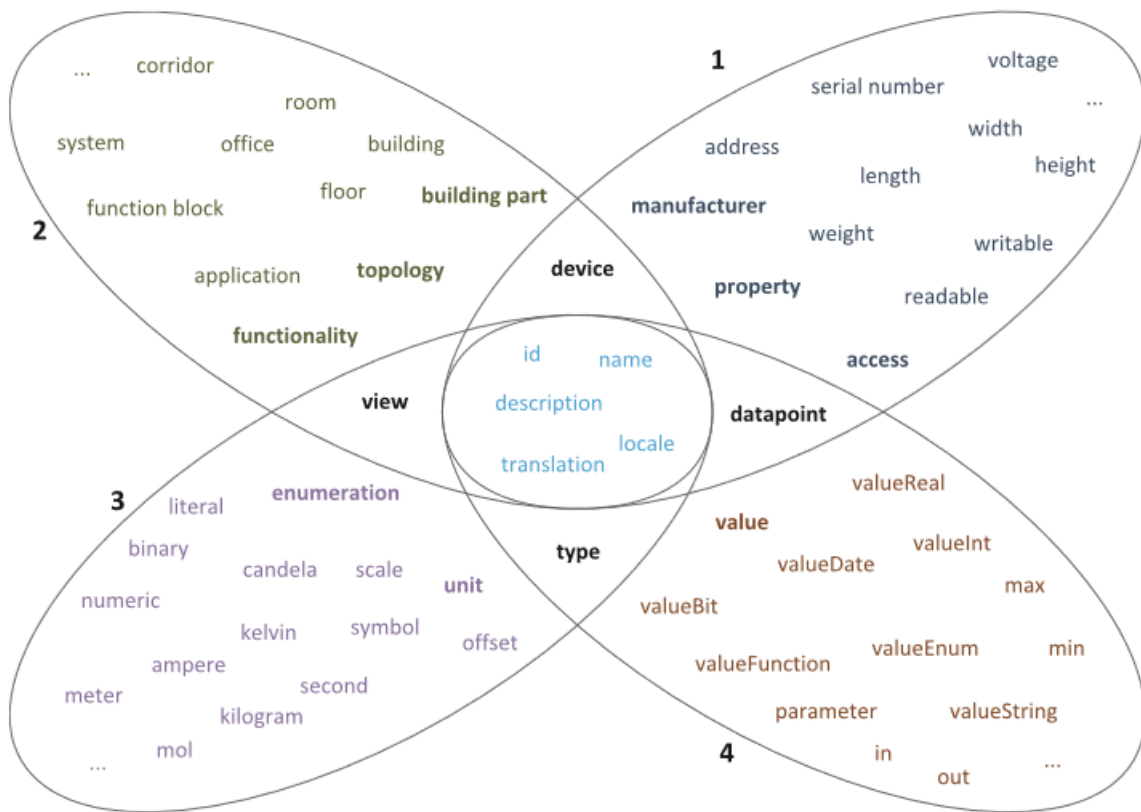 1
voltage
serial number
...
width
address
height
length
manufacturer
weight
writable
property
readable
access
2
...
corridor
room
system
office
building
floor
building part
function block
application
topology
functionality
device
view
datapoint
type
id
name
description
locale
translation
3
enumeration
literal
binary
candela
scale
unit
numeric
kelvin
symbol
offset
ampere
meter
second
kilogram
mol
...
4
valueReal
value
valueInt
valueDate
max
valueBit
valueEnum
min
valueFunction
parameter
valueString
in
out
...